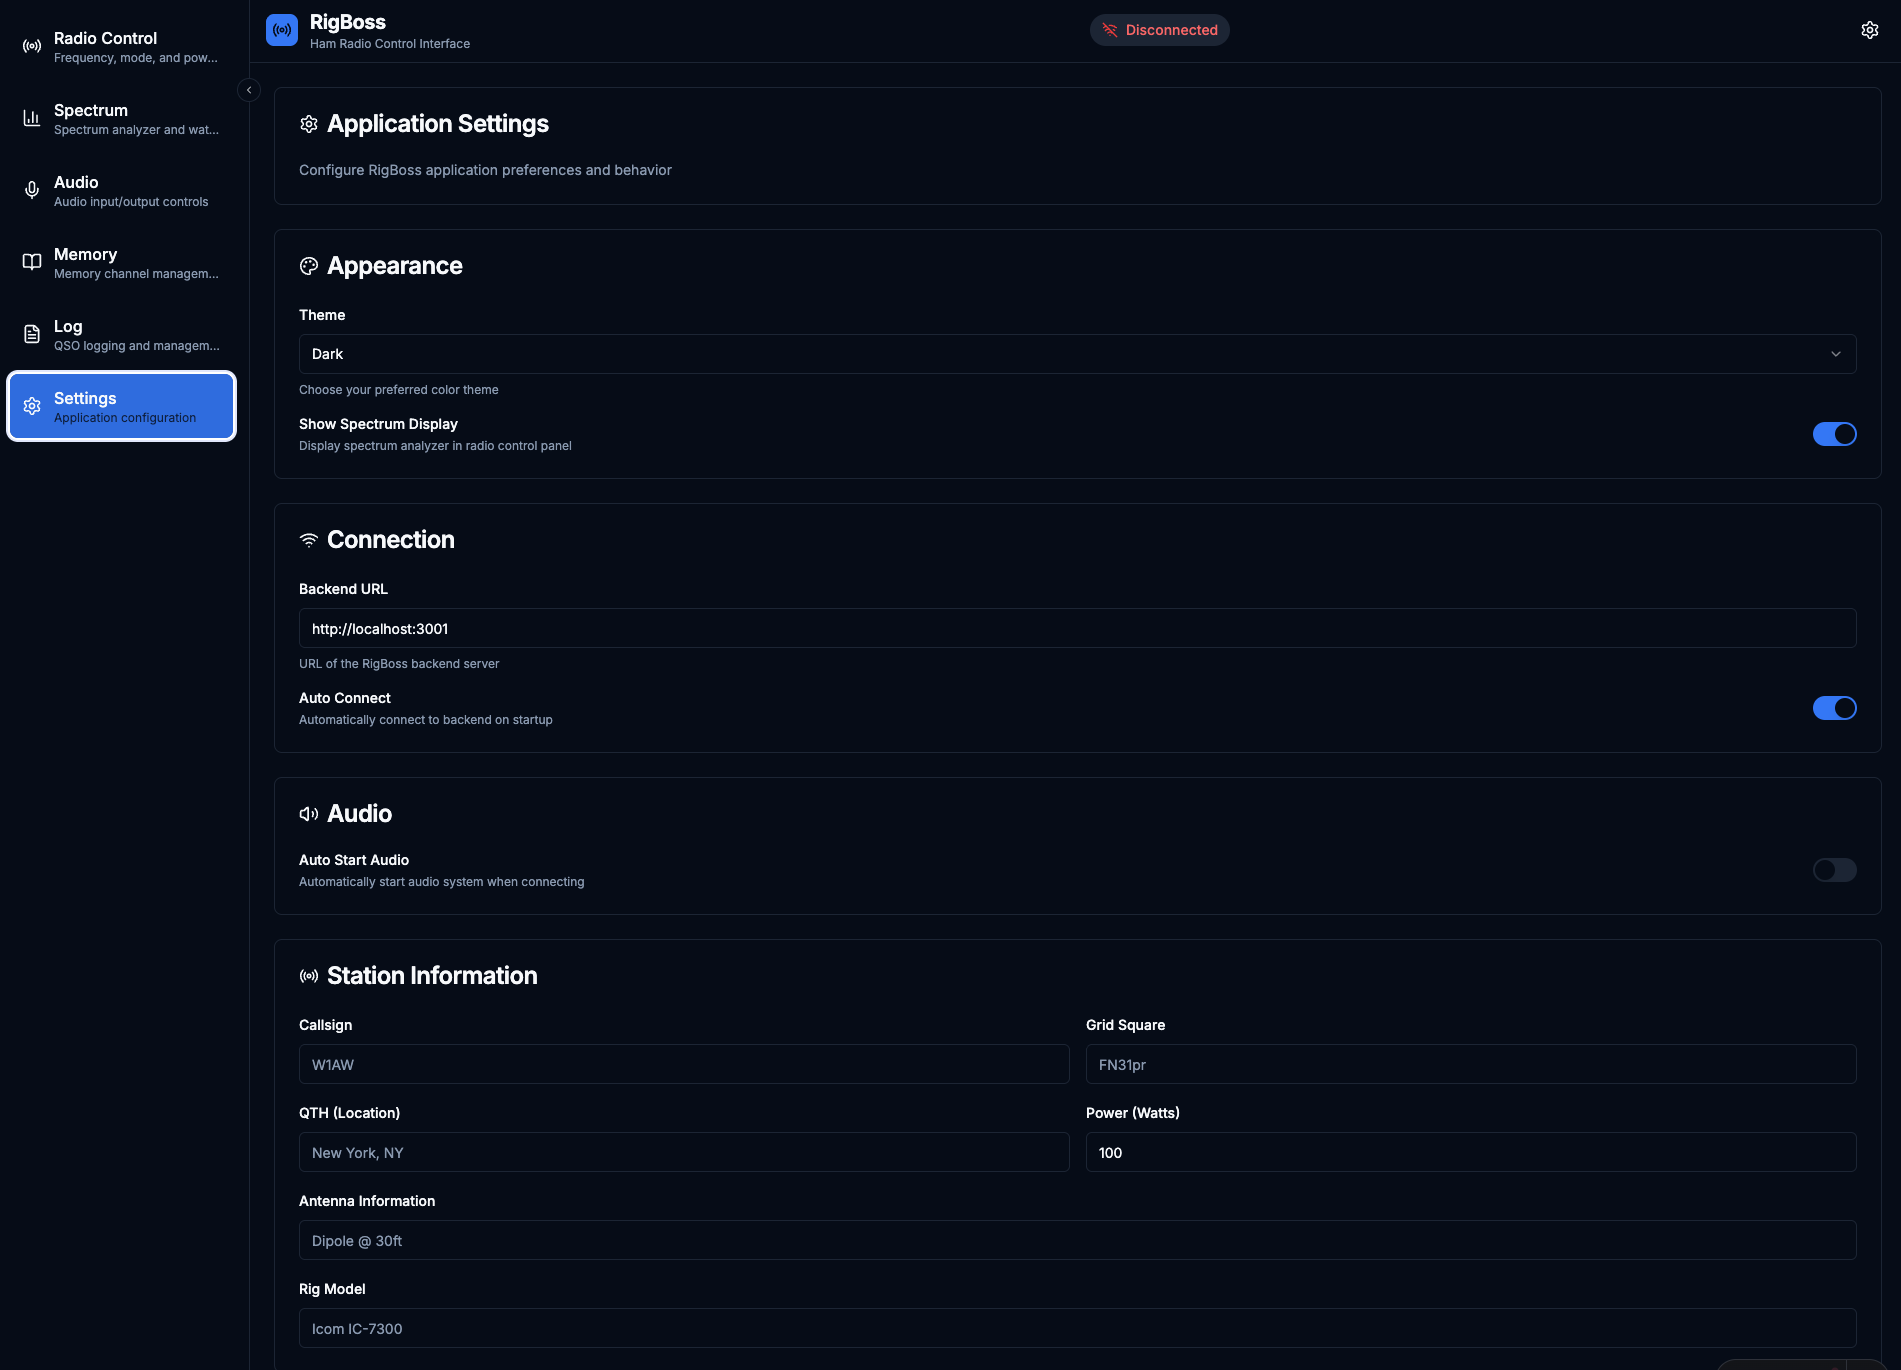 Radio Control
Frequency, mode, and pow...
Spectrum
Spectrum analyzer and wat...
Audio
Audio input/output controls
Memory
Memory channel managem...
Log
QSO logging and managem...
Settings
Application configuration
RigBoss
Ham Radio Control Interface
Disconnected
Application Settings
Configure RigBoss application preferences and behavior
Appearance
Theme
Dark
Choose your preferred color theme
Show Spectrum Display
Display spectrum analyzer in radio control panel
Connection
Backend URL
http://localhost:3001
URL of the RigBoss backend server
Auto Connect
Automatically connect to backend on startup
Audio
Auto Start Audio
Automatically start audio system when connecting
Station Information
Callsign
W1AW
Grid Square
FN31pr
QTH (Location)
New York, NY
Power (Watts)
100
Antenna Information
Dipole @ 30ft
Rig Model
Icom IC-7300